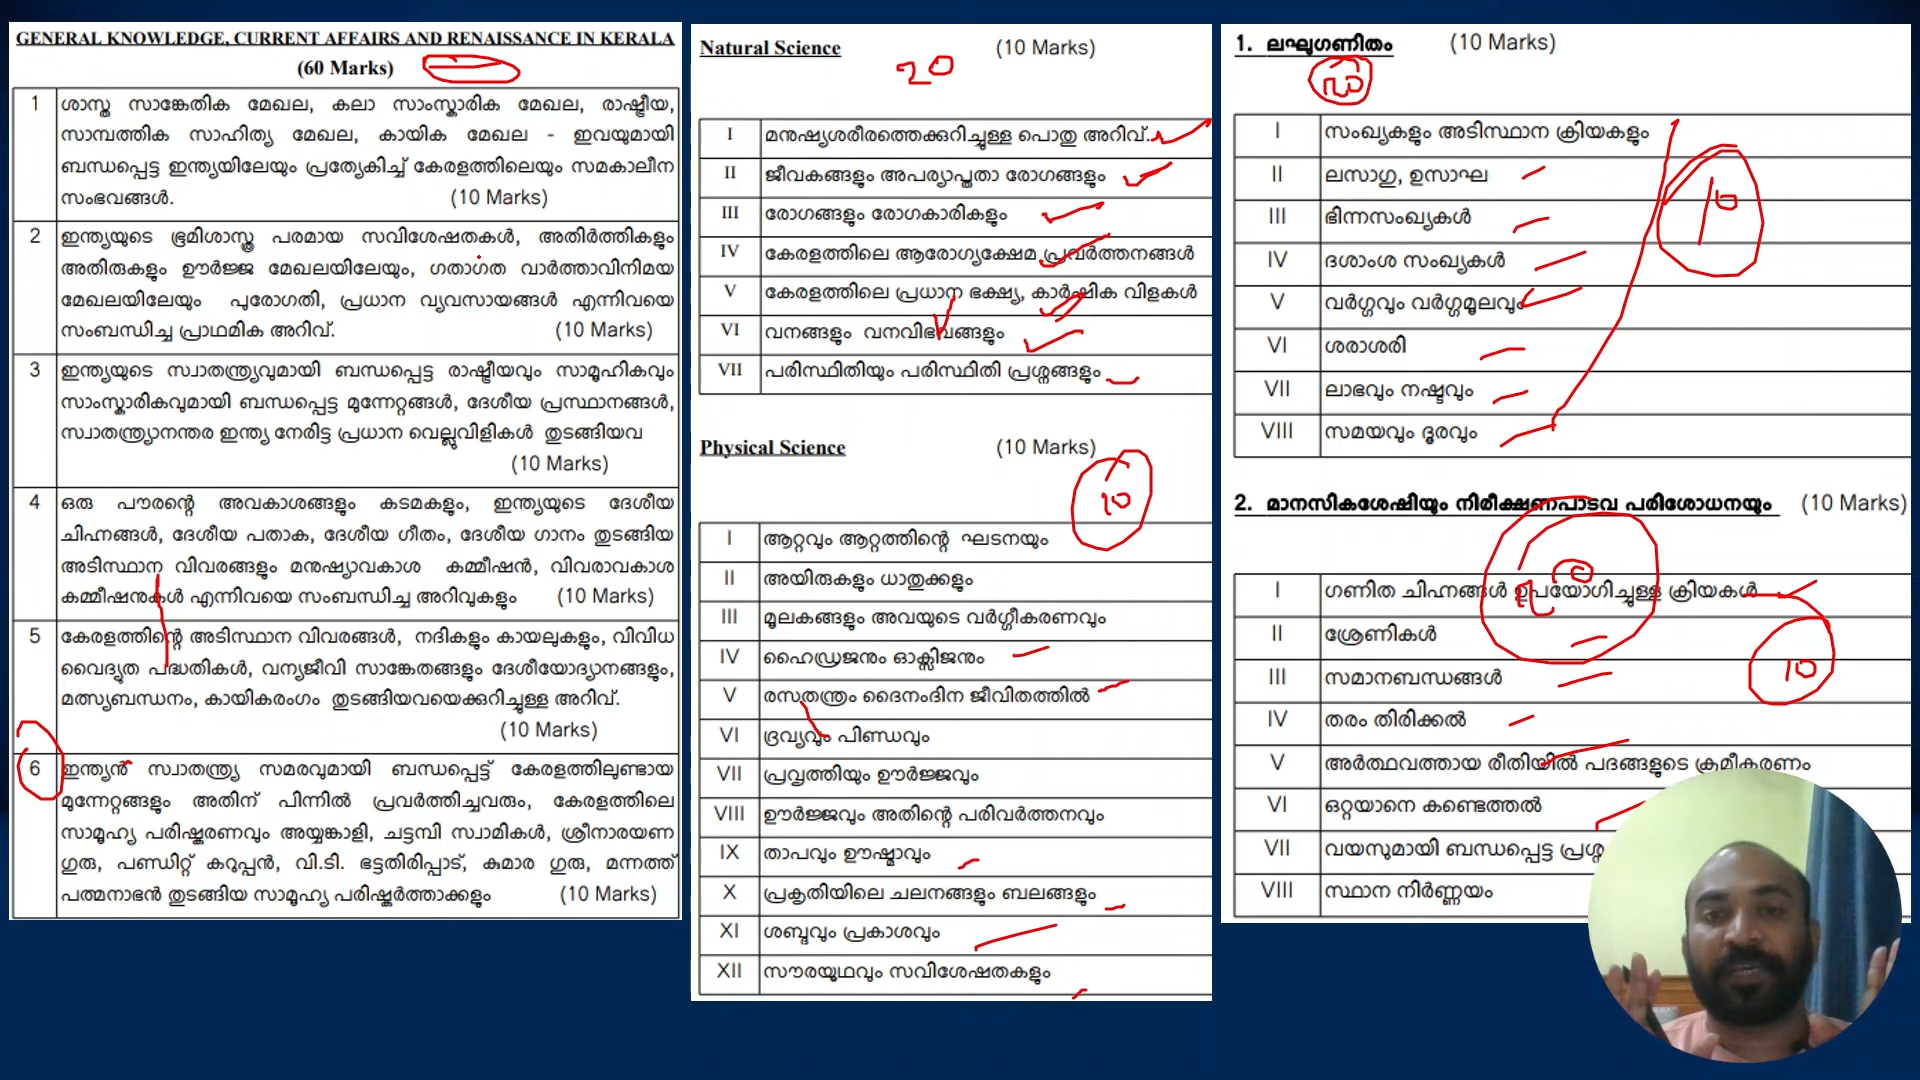 GENERAL KNOWLEDGE, CURRENT AFFAIRS AND RENAISSANCE IN KERALA
(60 Marks)
1 ശാസ്ത്ര സാങ്കേതിക മേഖല, കലാ സാംസ്കാരിക മേഖല, രാഷ്ട്രീയ,
സാമ്പത്തിക സാഹിത്യ മേഖല, കായിക മേഖല - ഇവയുമായി
ബന്ധപ്പെട്ട ഇന്ത്യയിലേയും പ്രത്യേകിച്ച് കേരളത്തിലെയും സമകാലീന
സംഭവങ്ങൾ. (10 Marks)
2 ഇന്ത്യയുടെ ഭൂമിശാസ്ത്ര പരമായ സവിശേഷതകൾ, അതിർത്തികളും
അതിരുകളും ഊർജ്ജ മേഖലയിലേയും, ഗതാഗത വാർത്താവിനിമയ
മേഖലയിലേയും പുരോഗതി, പ്രധാന വ്യവസായങ്ങൾ എന്നിവയെ
സംബന്ധിച്ച പ്രാഥമിക അറിവ്. (10 Marks)
3 ഇന്ത്യയുടെ സ്വാതന്ത്ര്യവുമായി ബന്ധപ്പെട്ട രാഷ്ട്രീയവും സാമൂഹികവും
സാംസ്കാരികവുമായി ബന്ധപ്പെട്ട മുന്നേറ്റങ്ങൾ, ദേശീയ പ്രസ്ഥാനങ്ങൾ,
സ്വാതന്ത്ര്യാനന്തര ഇന്ത്യ നേരിട്ട പ്രധാന വെല്ലുവിളികൾ തുടങ്ങിയവ
(10 Marks)
4 ഒരു പൗരന്റെ അവകാശങ്ങളും കടമകളും, ഇന്ത്യയുടെ ദേശീയ
ചിഹ്നങ്ങൾ, ദേശീയ പതാക, ദേശീയ ഗീതം, ദേശീയ ഗാനം തുടങ്ങിയ
അടിസ്ഥാന വിവരങ്ങളും മനുഷ്യാവകാശ കമ്മീഷൻ, വിവരാവകാശ
കമ്മീഷനുകൾ എന്നിവയെ സംബന്ധിച്ച അറിവുകളും (10 Marks)
5 കേരളത്തിന്റെ അടിസ്ഥാന വിവരങ്ങൾ, നദികളും കായലുകളും, വിവിധ
വൈദ്യുത പദ്ധതികൾ, വന്യജീവി സാങ്കേതങ്ങളും ദേശീയോദ്യാനങ്ങളും,
മത്സ്യബന്ധനം, കായികരംഗം തുടങ്ങിയവയെക്കുറിച്ചുള്ള അറിവ്.
(10 Marks)
6 ഇന്ത്യൻ സ്വാതന്ത്ര്യ സമരവുമായി ബന്ധപ്പെട്ട് കേരളത്തിലുണ്ടായ
മുന്നേറ്റങ്ങളും അതിന് പിന്നിൽ പ്രവർത്തിച്ചവരും, കേരളത്തിലെ
സാമൂഹ്യ പരിഷ്കരണവും അയ്യങ്കാളി, ചട്ടമ്പി സ്വാമികൾ, ശ്രീനാരായണ
ഗുരു, പണ്ഡിറ്റ് കറുപ്പൻ, വി.ടി. ഭട്ടതിരിപ്പാട്, കുമാര ഗുരു, മന്നത്ത്
പത്മനാഭൻ തുടങ്ങിയ സാമൂഹ്യ പരിഷ്കർത്താക്കളും (10 Marks)
Natural Science (10 Marks)
20
I മനുഷ്യശരീരത്തെക്കുറിച്ചുള്ള പൊതു അറിവ്.
II ജീവകങ്ങളും അപര്യാപ്തതാ രോഗങ്ങളും
III രോഗങ്ങളും രോഗകാരികളും
IV കേരളത്തിലെ ആരോഗ്യക്ഷേമ പ്രവർത്തനങ്ങൾ
V കേരളത്തിലെ പ്രധാന ഭക്ഷ്യ, കാർഷിക വിളകൾ
VI വനങ്ങളും വനവിഭവങ്ങളും
VII പരിസ്ഥിതിയും പരിസ്ഥിതി പ്രശ്നങ്ങളും
Physical Science (10 Marks)
10
I ആറ്റവും ആറ്റത്തിന്റെ ഘടനയും
II അയിരുകളും ധാതുക്കളും
III മൂലകങ്ങളും അവയുടെ വർഗ്ഗീകരണവും
IV ഹൈഡ്രജനും ഓക്സിജനും
V രസതന്ത്രം ദൈനംദിന ജീവിതത്തിൽ
VI ദ്രവ്യവും പിണ്ഡവും
VII പ്രവൃത്തിയും ഊർജ്ജവും
VIII ഊർജ്ജവും അതിന്റെ പരിവർത്തനവും
IX താപവും ഊഷ്മാവും
X പ്രകൃതിയിലെ ചലനങ്ങളും ബലങ്ങളും
XI ശബ്ദവും പ്രകാശവും
XII സൗരയൂഥവും സവിശേഷതകളും
1. ലഘുഗണിതം (10 Marks)
I സംഖ്യകളും അടിസ്ഥാന ക്രിയകളും
10
II ലസാഗു, ഉസാഘ
III ഭിന്നസംഖ്യകൾ
IV ദശാംശ സംഖ്യകൾ
V വർഗ്ഗവും വർഗ്ഗമൂലവും
VI ശരാശരി
VII ലാഭവും നഷ്ടവും
VIII സമയവും ദൂരവും
2. മാനസികശേഷിയും നിരീക്ഷണപാടവ പരിശോധനയും (10 Marks)
20
I ഗണിത ചിഹ്നങ്ങൾ ഉപയോഗിച്ചുള്ള ക്രിയകൾ
II ശ്രേണികൾ
III സമാനബന്ധങ്ങൾ
10
IV തരം തിരിക്കൽ
V അർത്ഥവത്തായ രീതിയിൽ പദങ്ങളുടെ ക്രമീകരണം
VI ഒറ്റയാനെ കണ്ടെത്തൽ
VII വയസുമായി ബന്ധപ്പെട്ട
VIII സ്ഥാന നിർണ്ണയം